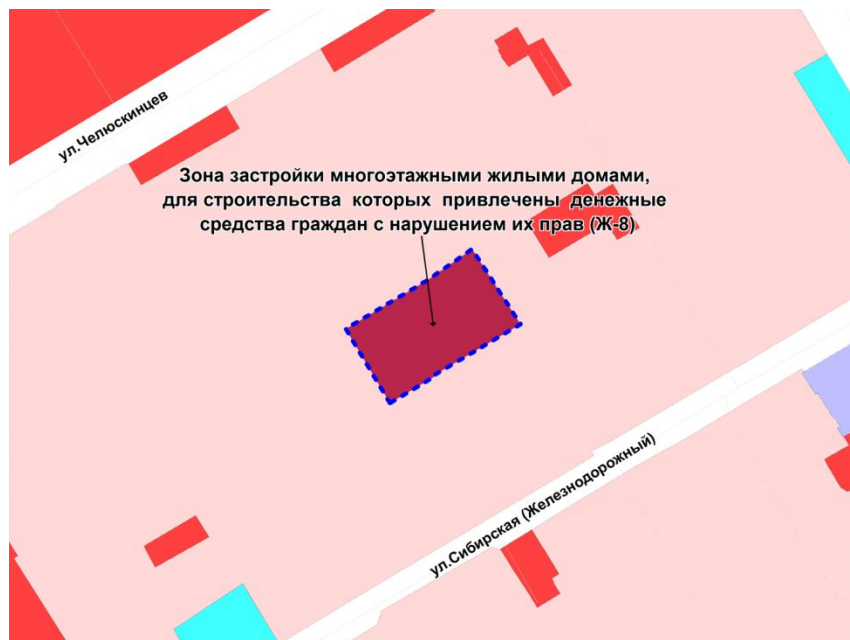 ул.Челюскинцев
Зона застройки многоэтажными жилыми домами,
для строительства которых привлечены денежные
средства граждан с нарушением их прав (Ж-8)
ул.Сибирская (Железнодорожный)